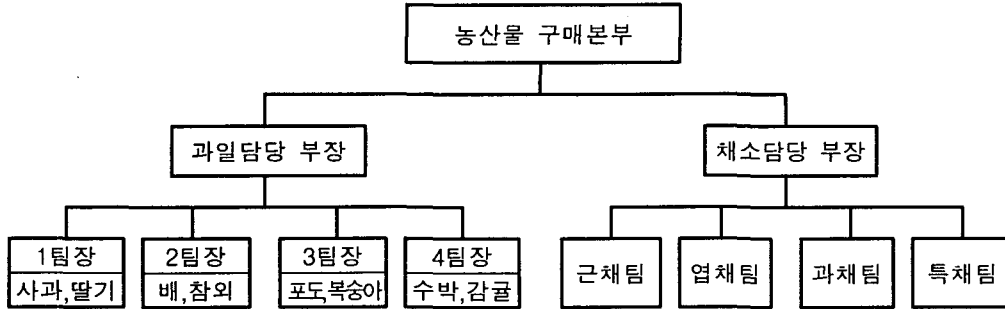 농산물 구매본부
과일담당 부장
채소담당 부장
1팀장
사과,딸기
2팀장
배,참외
3팀장
포도,복숭아
4팀장
수박,감귤
근채팀
엽채팀
과채팀
특채팀